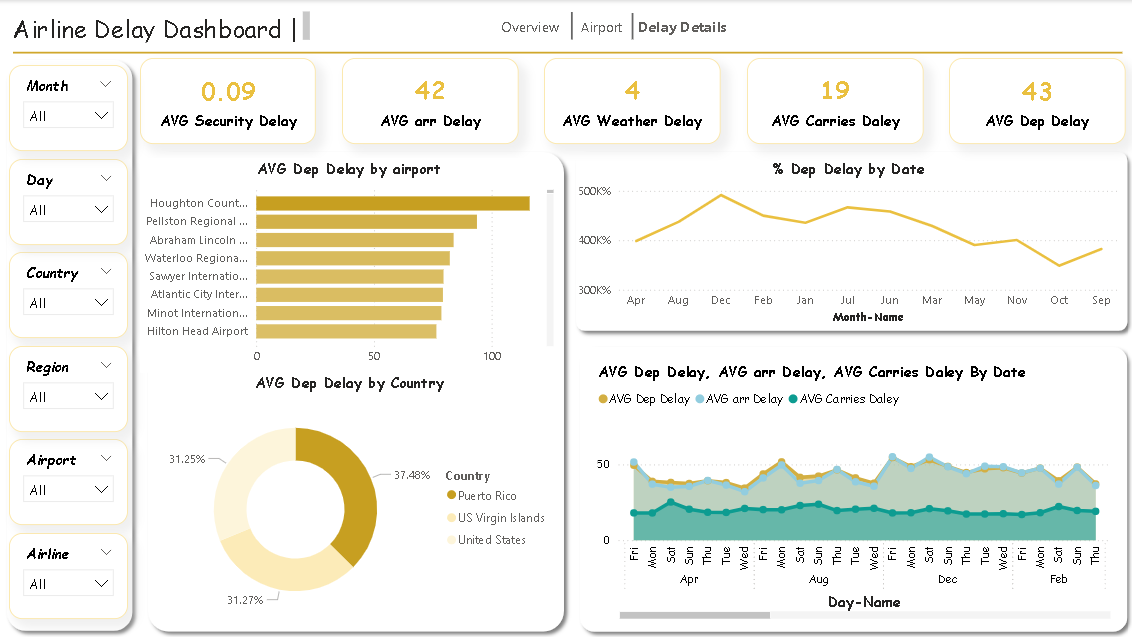 Airline Delay Dashboard |
Overview
Airport
Delay Details
Month
All
Day
All
Country
All
Region
All
Airport
All
Airline
All
0.09
AVG Security Delay
42
AVG arr Delay
4
AVG Weather Delay
19
AVG Carries Daley
43
AVG Dep Delay
AVG Dep Delay by airport
Houghton Count...
Pellston Regional ...
Abraham Lincoln ...
Waterloo Regiona...
Sawyer Internatio...
Atlantic City Inter...
Minot Internation...
Hilton Head Airport
0 50 100
AVG Dep Delay by Country
31.25%
37.48%
31.27%
Country
Puerto Rico
US Virgin Islands
United States
% Dep Delay by Date
500K%
400K%
300K%
Apr Aug Dec Feb Jan Jul Jun Mar May Nov Oct Sep
Month-Name
AVG Dep Delay, AVG arr Delay, AVG Carries Daley By Date
AVG Dep Delay AVG arr Delay AVG Carries Daley
50
0
Fri Mon Sat Sun Thu Tue Wed Fri Mon Sat Sun Thu Tue Wed Fri Mon Sat Sun Thu Tue Wed Fri Mon Sat Sun Thu
Apr Aug Dec Feb
Day-Name